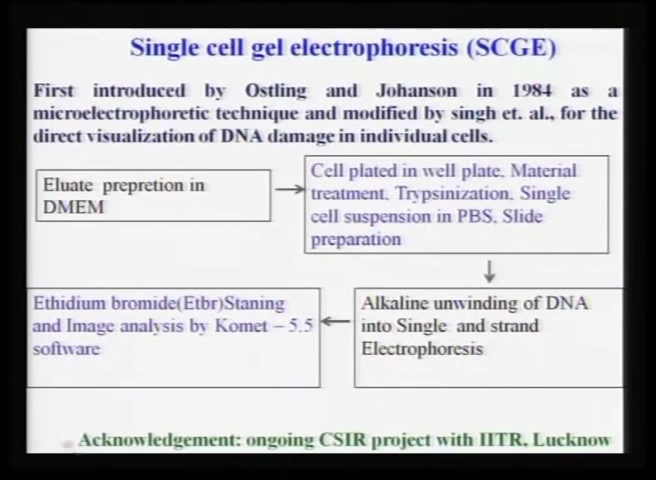 Single cell gel electrophoresis (SCGE)
First introduced by Ostling and Johanson in 1984 as a
microelectrophoretic technique and modified by singh et. al., for the
direct visualization of DNA damage in individual cells.
Eluate prepretion in
DMEM
Cell plated in well plate, Material
treatment, Trypsinization, Single
cell suspension in PBS, Slide
preparation
Ethidium bromide(Etbr)Staning
and Image analysis by Komet – 5.5
software
Alkaline unwinding of DNA
into Single and strand
Electrophoresis
Acknowledgement: ongoing CSIR project with IITR, Lucknow